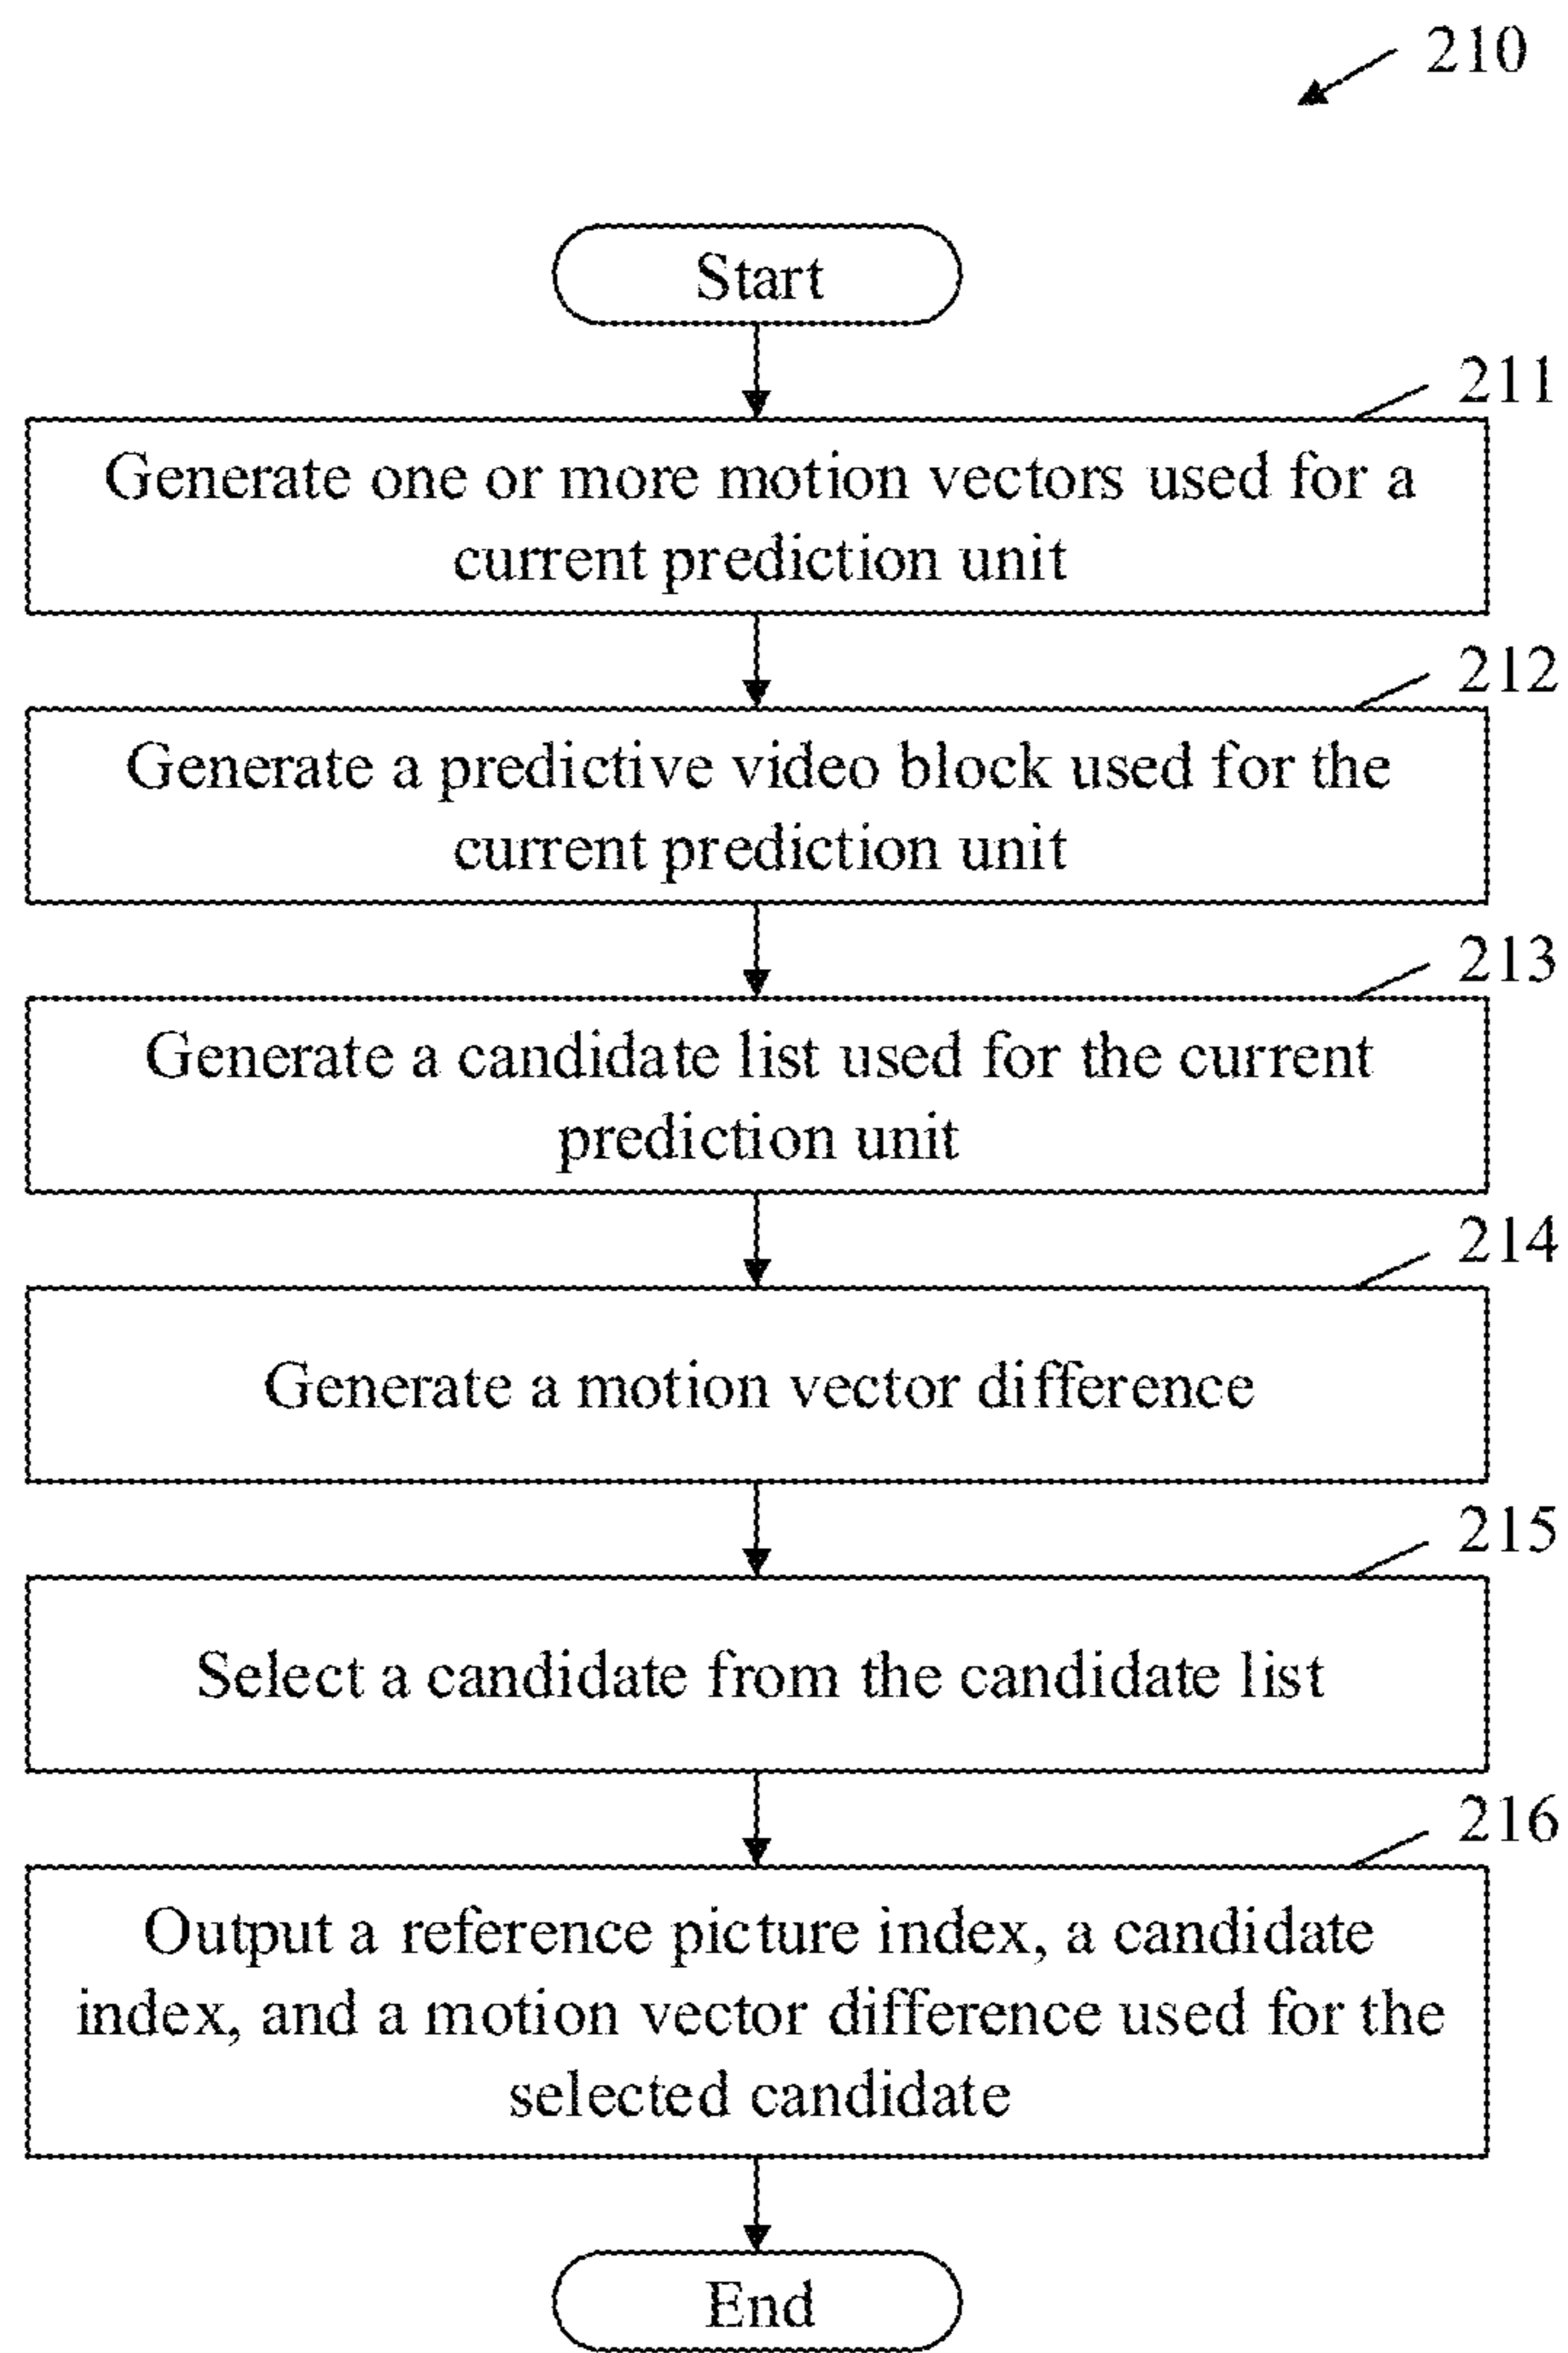 210
Start
211
Generate one or more motion vectors used for a
current prediction unit
212
Generate a predictive video block used for the
current prediction unit
213
Generate a candidate list used for the current
prediction unit
214
Generate a motion vector difference
215
Select a candidate from the candidate list
216
Output a reference picture index, a candidate
index, and a motion vector difference used for the
selected candidate
End